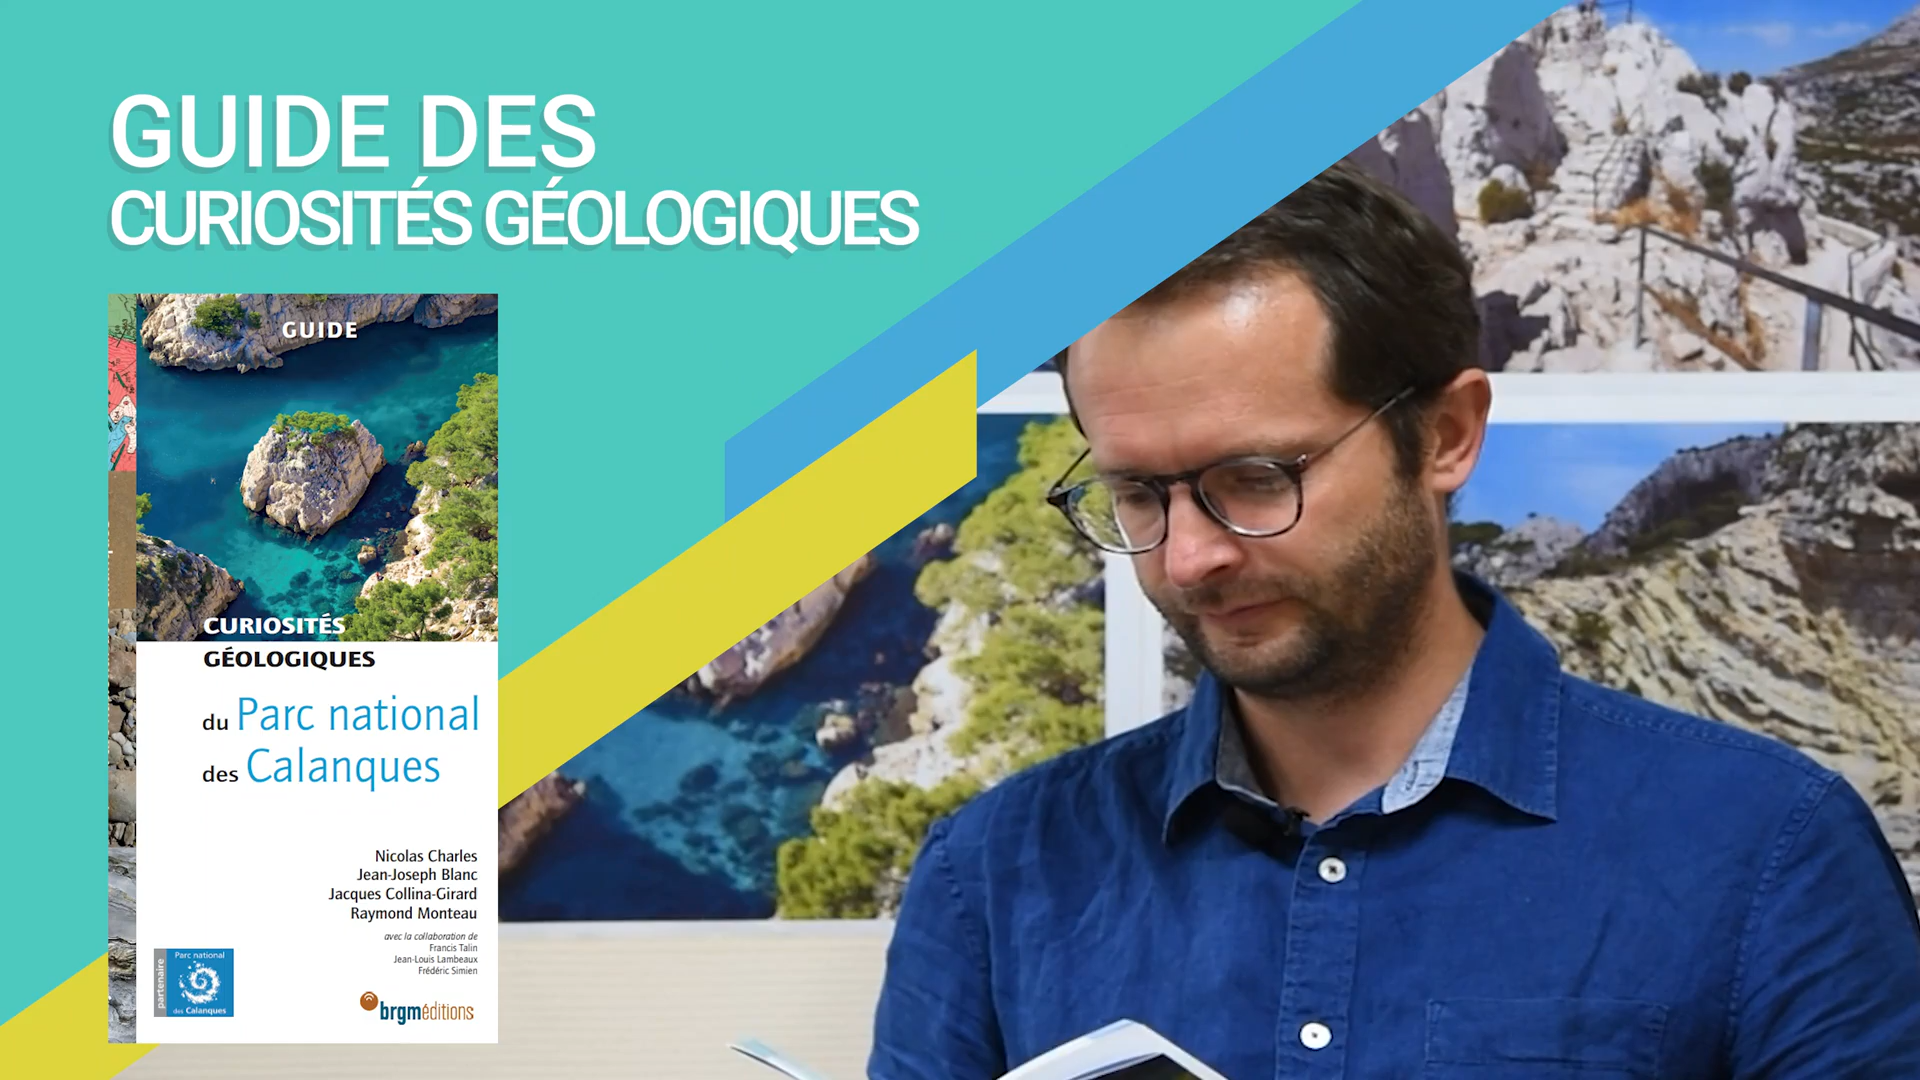 GUIDE DES
CURIOSITÉS GÉOLOGIQUES
GUIDE
CURIOSITÉS
GÉOLOGIQUES
du Parc national
des Calanques
Nicolas Charles
Jean-Joseph Blanc
Jacques Collina-Girard
Raymond Monteau
avec la collaboration de
Francis Talin
Jean-Louis Lambeaux
Frédéric Simien
partenaire
Parc national
des Calanques
brgméditions